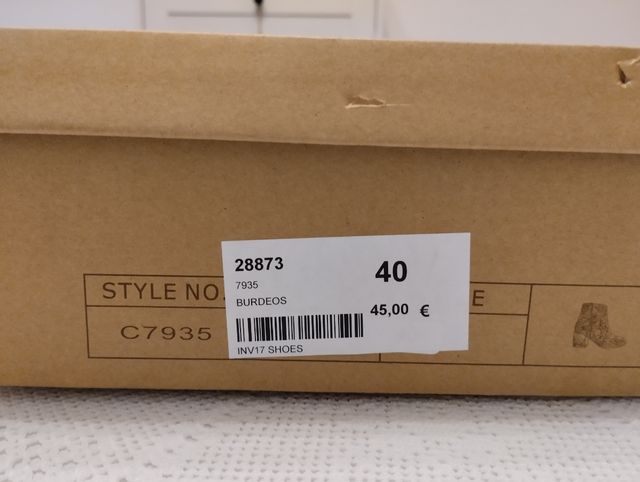 28873
40
7935
BURDEOS
45,00 €
INV17 SHOES
STYLE NO.
E
C7935